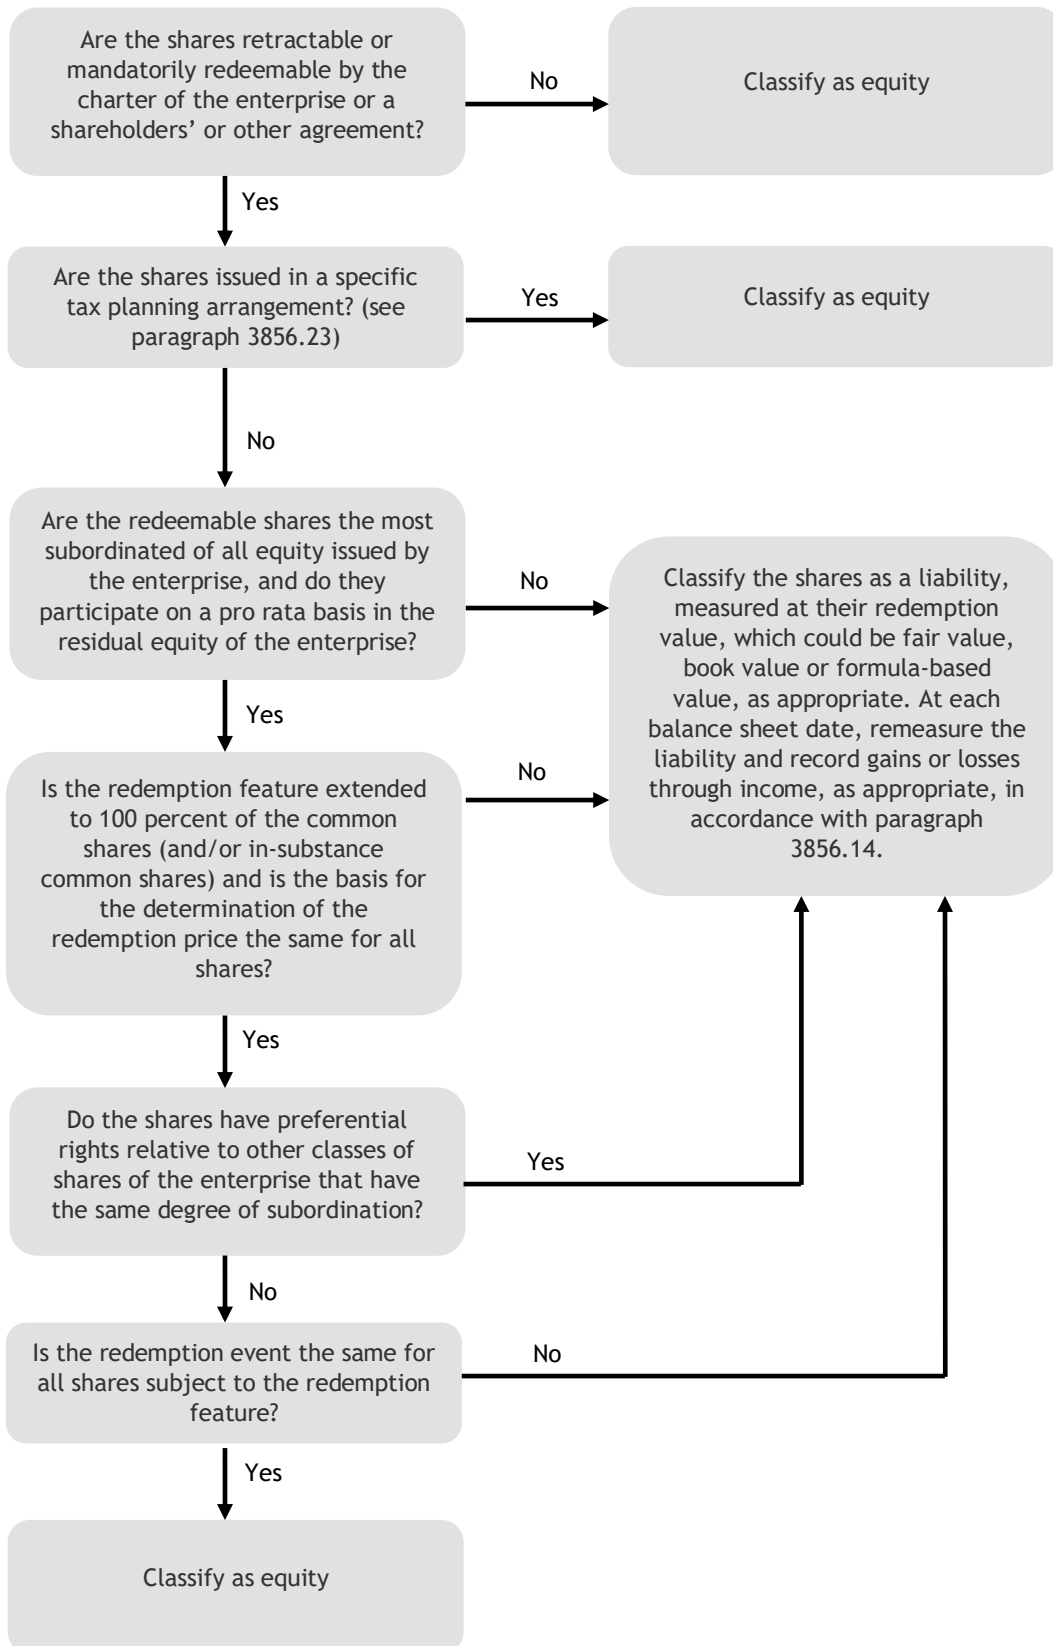 Are the shares retractable or
mandatorily redeemable by the
charter of the enterprise or a
shareholders’ or other agreement?
No
Classify as equity
Yes
Are the shares issued in a specific
tax planning arrangement? (see
paragraph 3856.23)
Yes
Classify as equity
No
Are the redeemable shares the most
subordinated of all equity issued by
the enterprise, and do they
participate on a pro rata basis in the
residual equity of the enterprise?
No
Classify the shares as a liability,
measured at their redemption
value, which could be fair value,
book value or formula-based
value, as appropriate. At each
balance sheet date, remeasure the
liability and record gains or losses
through income, as appropriate, in
accordance with paragraph
3856.14.
Yes
Is the redemption feature extended
to 100 percent of the common
shares (and/or in-substance
common shares) and is the basis for
the determination of the
redemption price the same for all
shares?
No
Yes
Do the shares have preferential
rights relative to other classes of
shares of the enterprise that have
the same degree of subordination?
Yes
No
Is the redemption event the same for
all shares subject to the redemption
feature?
No
Yes
Classify as equity